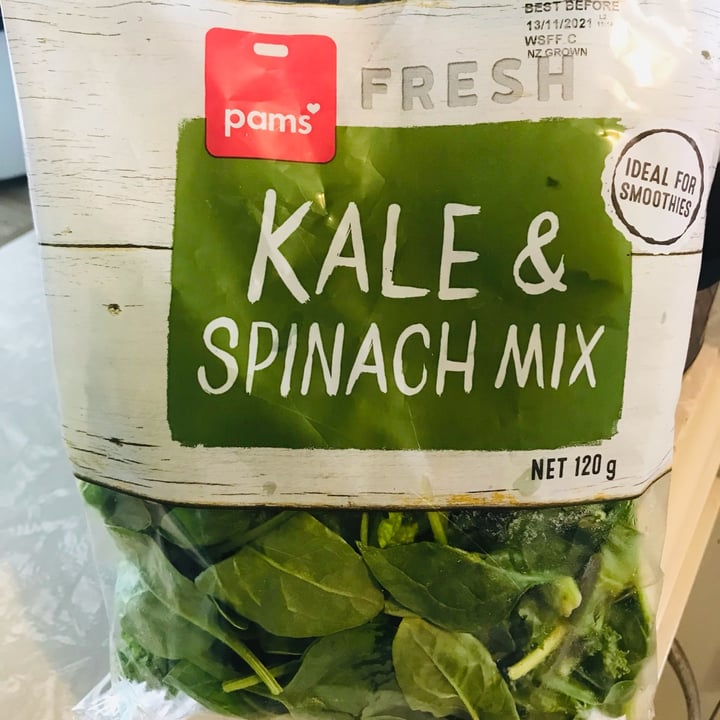 BEST BEFORE
13/11/2021
WSFF C
NZ GROWN
pams
FRESH
IDEAL FOR
SMOOTHIES
KALE &
SPINACH MIX
NET 120 g